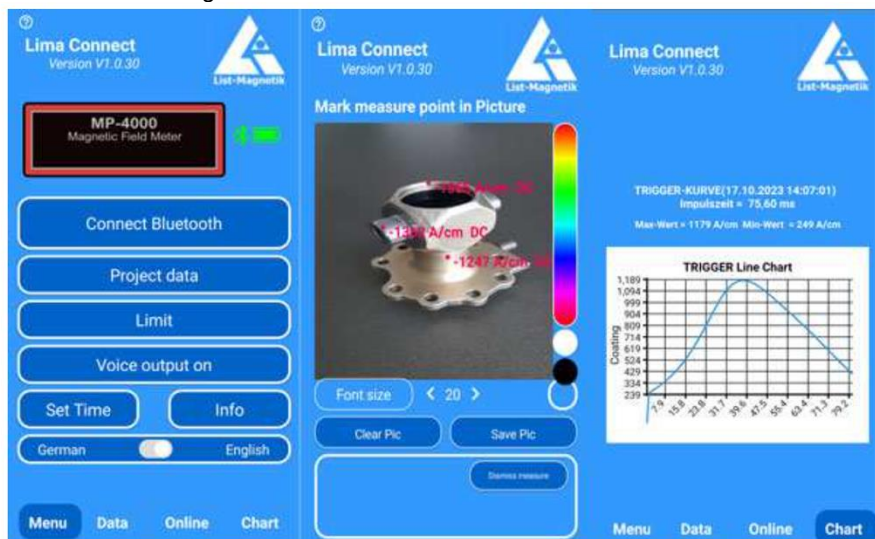 Lima Connect
Version V1.0.30
List-Magnetik
MP-4000
Magnetic Field Meter
Connect Bluetooth
Project data
Limit
Voice output on
Set Time
Info
German
English
Menu Data Online Chart
Lima Connect
Version V1.0.30
List-Magnetik
Mark measure point in Picture
A/cm DC
A/cm DC
-1247 A/cm
Font size < 20 >
Clear Pic
Save Pic
Dismiss measure
Lima Connect
Version V1.0.30
List-Magnetik
TRIGGER-KURVE(17.10.2023 14:07:01)
Impulszeit = 75,60 ms
Max-Wert = 1179 A/cm Min-Wert = 249 A/cm
TRIGGER Line Chart
Coating
1,189
1,094
999
904
809
714
619
524
429
334
239
7.9 15.8 23.8 31.7 39.6 47.5 55.4 63.4 71.3 79.2
Menu Data Online Chart